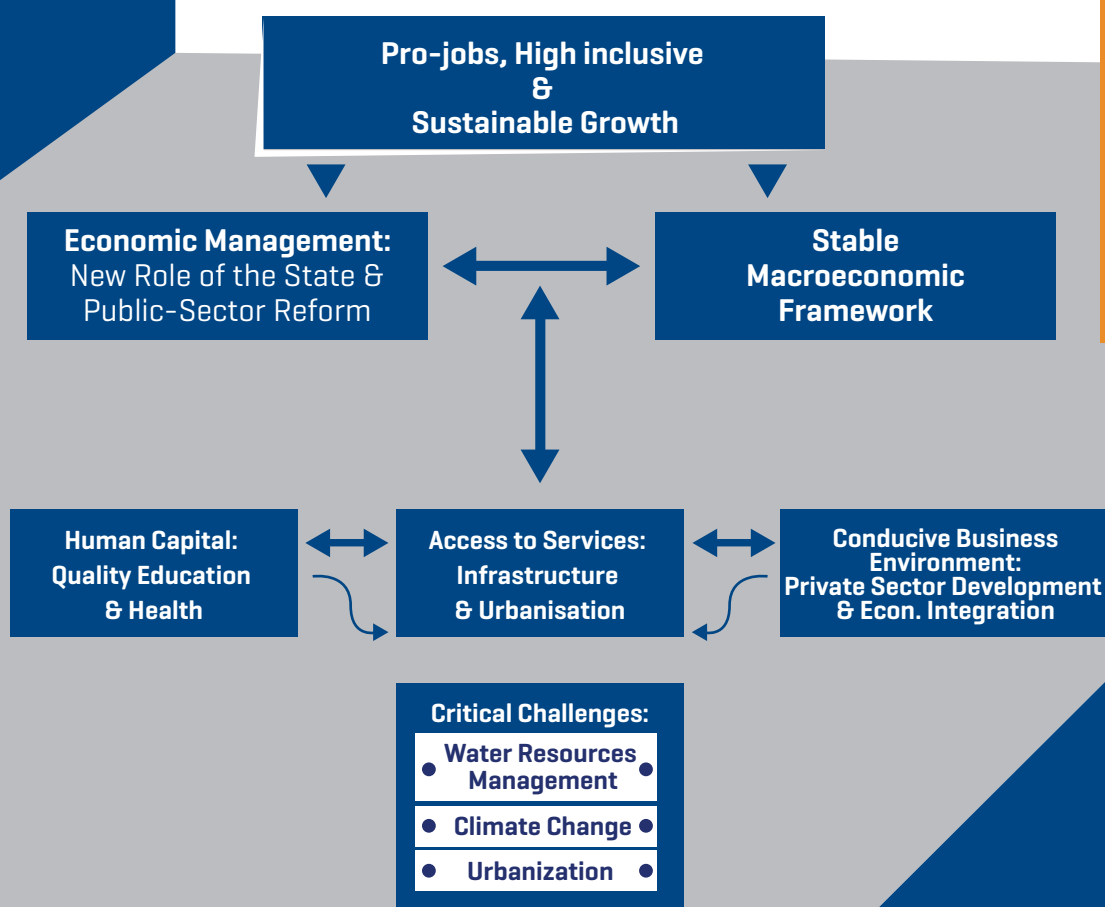 Pro-jobs, High inclusive
&
Sustainable Growth
Economic Management:
New Role of the State &
Public-Sector Reform
Stable
Macroeconomic
Framework
Human Capital:
Quality Education
& Health
Access to Services:
Infrastructure
& Urbanisation
Conducive Business
Environment:
Private Sector Development
& Econ. Integration
Critical Challenges:
Water Resources
Management
Climate Change
Urbanization